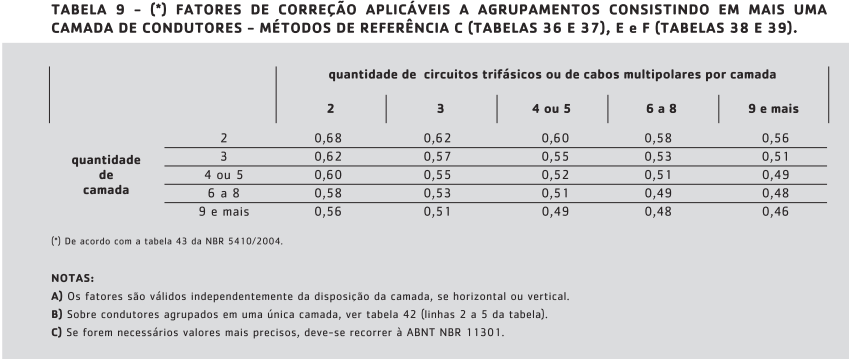 TABELA 9 – (*) FATORES DE CORREÇÃO APLICÁVEIS A AGRUPAMENTOS CONSISTINDO EM MAIS UMA
CAMADA DE CONDUTORES – MÉTODOS DE REFERÊNCIA C (TABELAS 36 E 37), E e F (TABELAS 38 E 39).
quantidade de circuitos trifásicos ou de cabos multipolares por camada
2 3 4 ou 5 6 a 8 9 e mais
quantidade
de
camada
2 0,68 0,62 0,60 0,58 0,56
3 0,62 0,57 0,55 0,53 0,51
4 ou 5 0,60 0,55 0,52 0,51 0,49
6 a 8 0,58 0,53 0,51 0,49 0,48
9 e mais 0,56 0,51 0,49 0,48 0,46
(*) De acordo com a tabela 43 da NBR 5410/2004.
NOTAS:
A) Os fatores são válidos independentemente da disposição da camada, se horizontal ou vertical.
B) Sobre condutores agrupados em uma única camada, ver tabela 42 (linhas 2 a 5 da tabela).
C) Se forem necessários valores mais precisos, deve-se recorrer à ABNT NBR 11301.